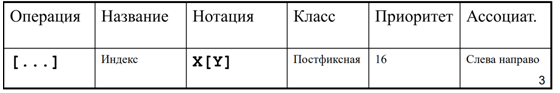 Операция Название Нотация Класс Приоритет Ассоциат.
[...] Индекс X[Y] Постфиксная 16 Слева направо
3